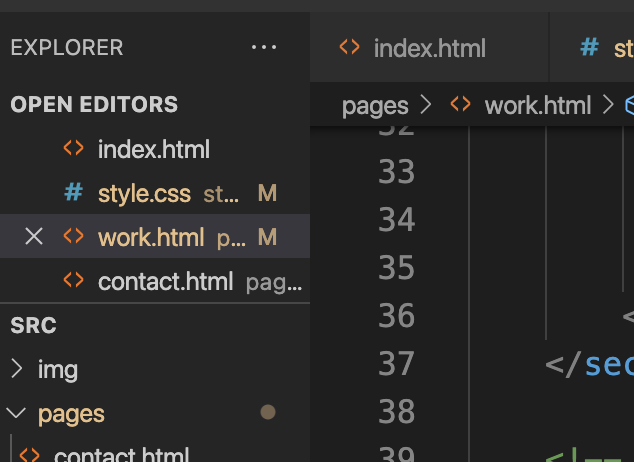 EXPLORER ...
OPEN EDITORS
index.html
# style.css st... M
work.html p... M
contact.html pag...
SRC
img
pages
contact.html
index.html
# st
pages > work.html >
32
33
34
35
36 <
37 </sec
38
39 <!--